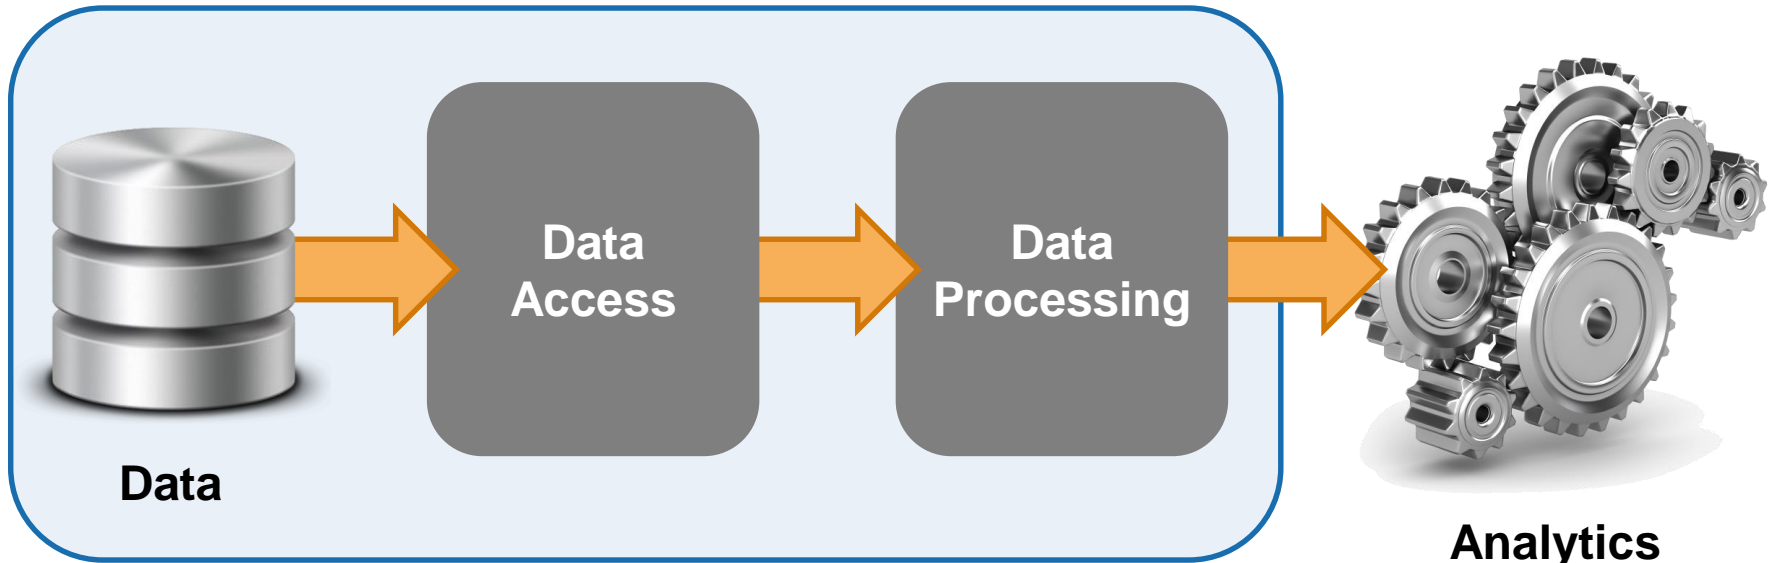 Data
Access
Data
Processing
Data
Analytics